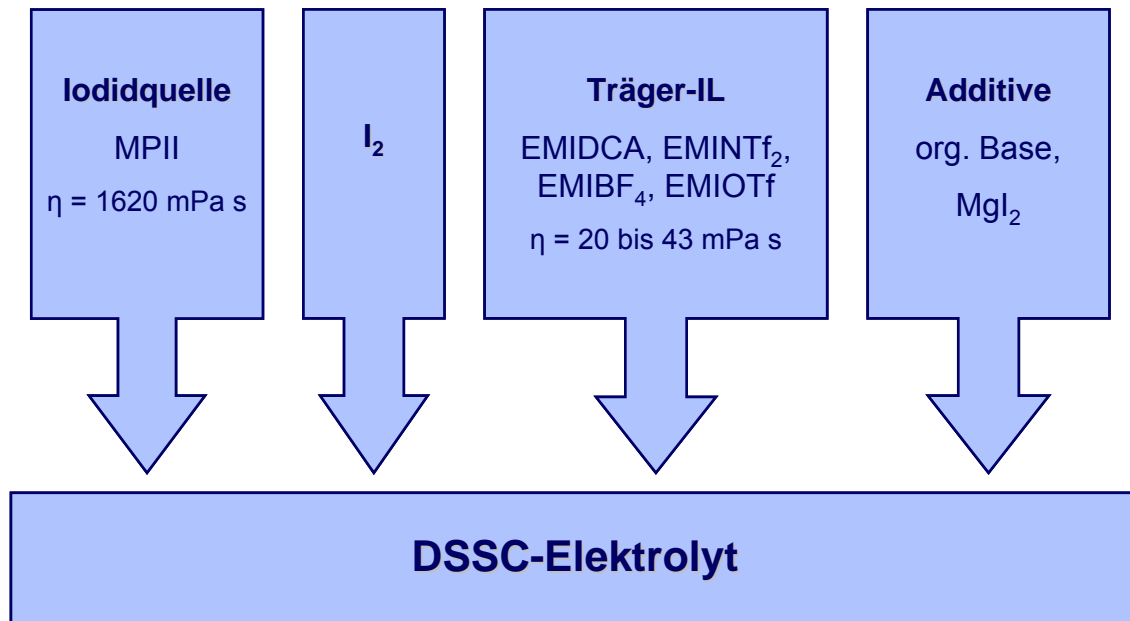 Iodidquelle
MPII
η = 1620 mPa s
I₂
Träger-IL
EMIDCA, EMINTf₂,
EMIBF₄, EMIOTf
η = 20 bis 43 mPa s
Additive
org. Base,
MgI₂
DSSC-Elektrolyt